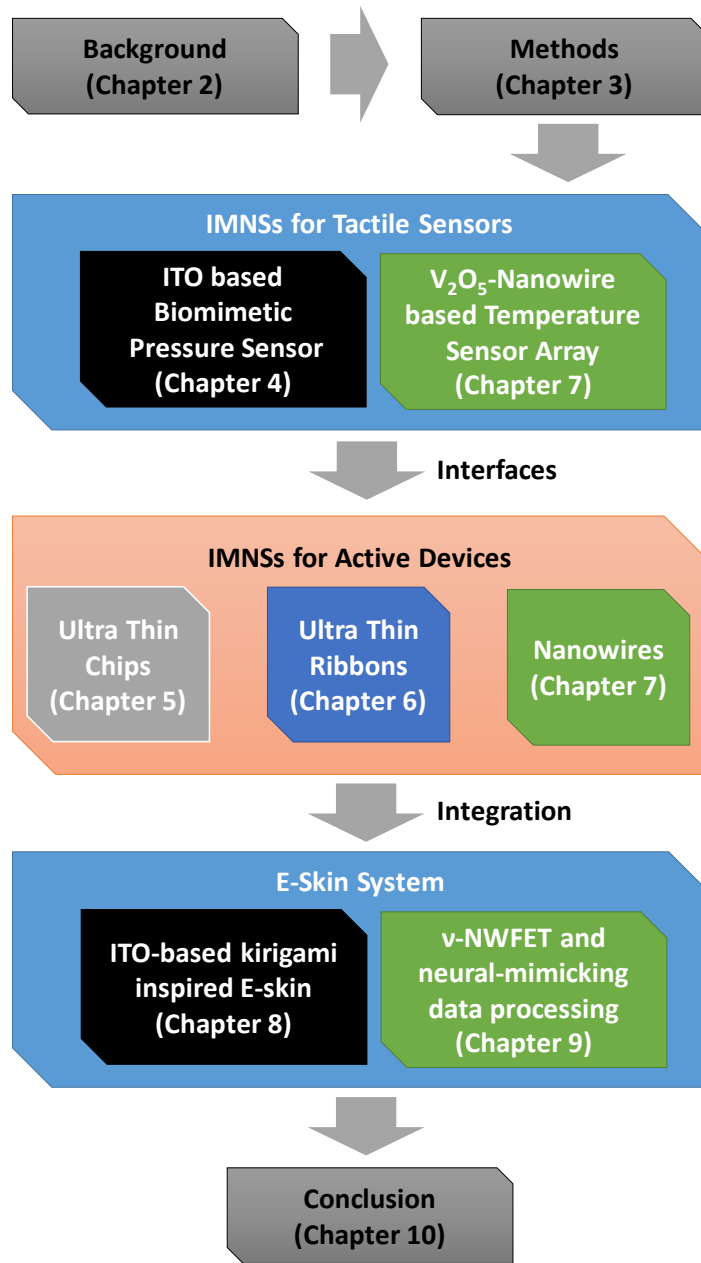 Background
(Chapter 2)
Methods
(Chapter 3)
IMNSs for Tactile Sensors
ITO based
Biomimetic
Pressure Sensor
(Chapter 4)
V₂O₅-Nanowire
based Temperature
Sensor Array
(Chapter 7)
Interfaces
IMNSs for Active Devices
Ultra Thin
Chips
(Chapter 5)
Ultra Thin
Ribbons
(Chapter 6)
Nanowires
(Chapter 7)
Integration
E-Skin System
ITO-based kirigami
inspired E-skin
(Chapter 8)
ν-NWFET and
neural-mimicking
data processing
(Chapter 9)
Conclusion
(Chapter 10)